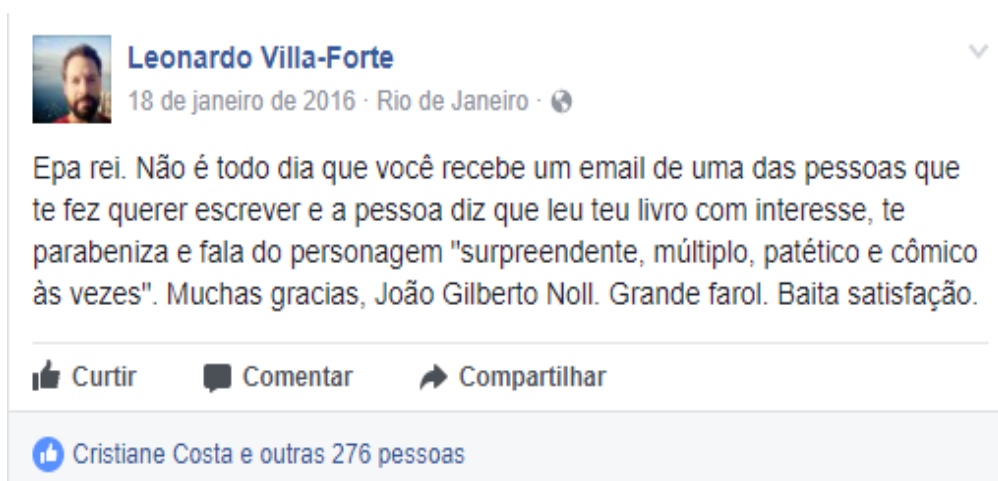 Leonardo Villa-Forte
18 de janeiro de 2016 · Rio de Janeiro ·
Epa rei. Não é todo dia que você recebe um email de uma das pessoas que
te fez querer escrever e a pessoa diz que leu teu livro com interesse, te
parabeniza e fala do personagem "surpreendente, múltiplo, patético e cômico
às vezes". Muchas gracias, João Gilberto Noll. Grande farol. Baita satisfação.
Curtir Comentar Compartilhar
Cristiane Costa e outras 276 pessoas